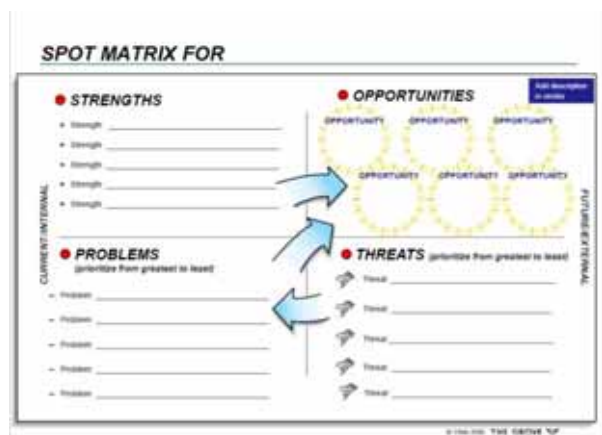 SPOT MATRIX FOR
STRENGTHS
Strength
Strength
Strength
Strength
Strength
OPPORTUNITIES
Add description in circles
OPPORTUNITY OPPORTUNITY OPPORTUNITY
OPPORTUNITY OPPORTUNITY OPPORTUNITY
CURRENT/INTERNAL
FUTURE/EXTERNAL
PROBLEMS
(prioritize from greatest to least)
Problem
Problem
Problem
Problem
Problem
THREATS (prioritize from greatest to least)
Threat
Threat
Threat
Threat
Threat
THE GROVE